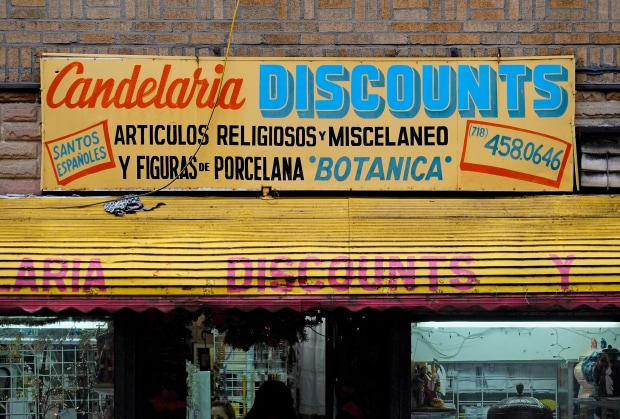 Candelaria DISCOUNTS
SANTOS
ESPAÑOLES
ARTICULOS RELIGIOSOS Y MISCELANEO
Y FIGURAS DE PORCELANA "BOTANICA"
(718) 458.0646
LARIA DISCOUNTS Y